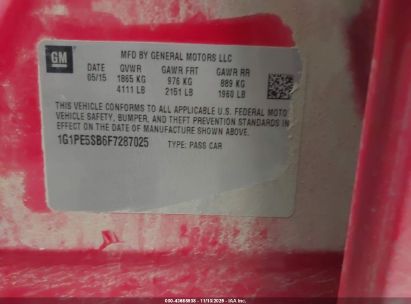 GM
MFD BY GENERAL MOTORS LLC
DATE GVWR GAWR FRT GAWR RR
05/15 1865 KG 976 KG 889 KG
4111 LB 2151 LB 1960 LB
THIS VEHICLE CONFORMS TO ALL APPLICABLE U.S. FEDERAL MOTO
VEHICLE SAFETY, BUMPER, AND THEFT PREVENTION STANDARDS IN
EFFECT ON THE DATE OF MANUFACTURE SHOWN ABOVE.
1G1PE5SB6F7287025 TYPE: PASS CAR